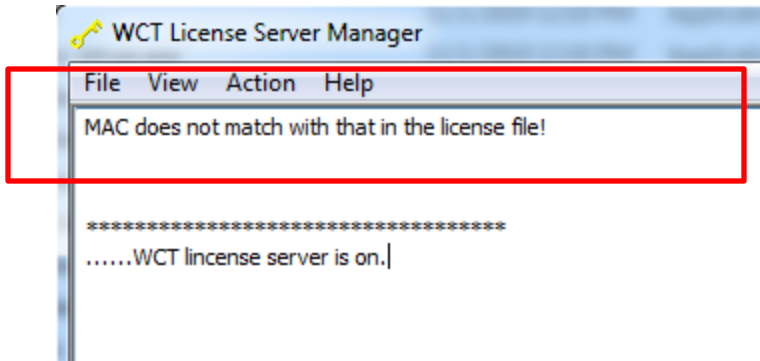 WCT License Server Manager
File View Action Help
MAC does not match with that in the license file!
***********************************
......WCT lincense server is on.